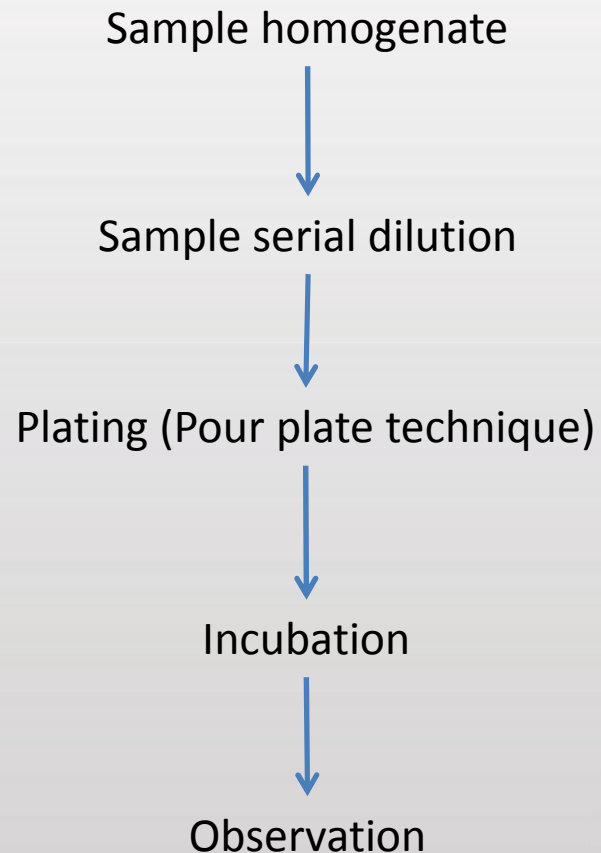 Sample homogenate
Sample serial dilution
Plating (Pour plate technique)
Incubation
Observation